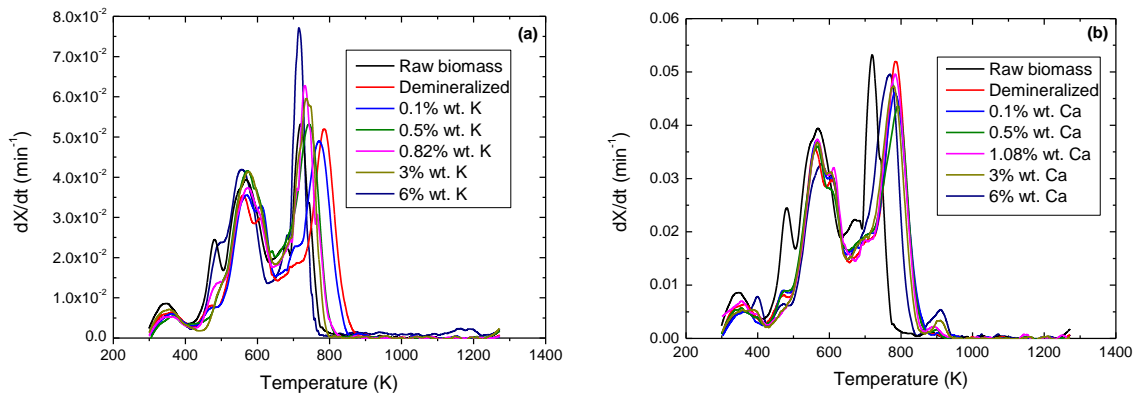 (a)
8.0x10⁻²
7.0x10⁻²
6.0x10⁻²
5.0x10⁻²
4.0x10⁻²
3.0x10⁻²
2.0x10⁻²
1.0x10⁻²
0.0
dX/dt (min⁻¹)
Raw biomass
Demineralized
0.1% wt. K
0.5% wt. K
0.82% wt. K
3% wt. K
6% wt. K
200 400 600 800 1000 1200 1400
Temperature (K)
(b)
0.06
0.05
0.04
0.03
0.02
0.01
0.00
dX/dt (min⁻¹)
Raw biomass
Demineralized
0.1% wt. Ca
0.5% wt. Ca
1.08% wt. Ca
3% wt. Ca
6% wt. Ca
200 400 600 800 1000 1200 1400
Temperature (K)